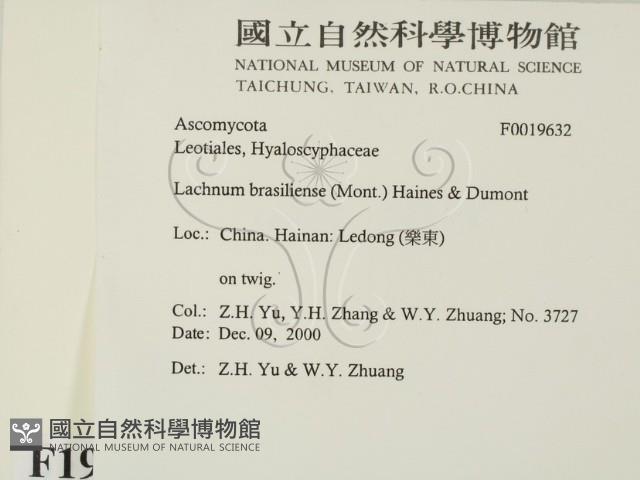 國立自然科學博物館
NATIONAL MUSEUM OF NATURAL SCIENCE
TAICHUNG, TAIWAN, R.O.CHINA
Ascomycota F0019632
Leotiales, Hyaloscyphaceae
Lachnum brasiliense (Mont.) Haines & Dumont
Loc.: China. Hainan: Ledong (樂東)
on twig.
Col.: Z.H. Yu, Y.H. Zhang & W.Y. Zhuang; No. 3727
Date: Dec. 09, 2000
Det.: Z.H. Yu & W.Y. Zhuang
國立自然科學博物館
NATIONAL MUSEUM OF NATURAL SCIENCE
F19